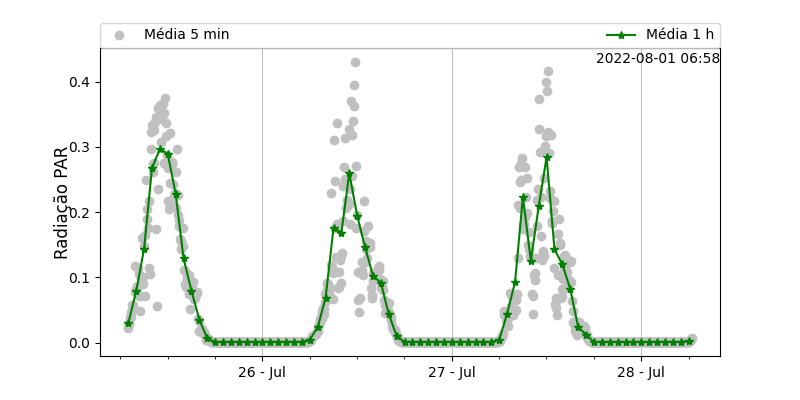 Média 5 min
Média 1 h
2022-08-01 06:58
Radiação PAR
0.4
0.3
0.2
0.1
0.0
26 - Jul
27 - Jul
28 - Jul